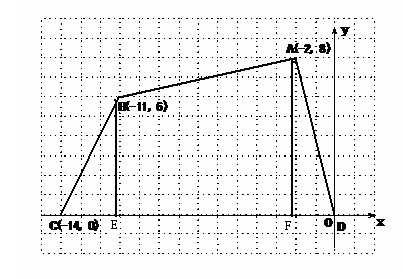 y
A(-2, 8)
B(-11, 6)
C(-14, 0) E F O D x